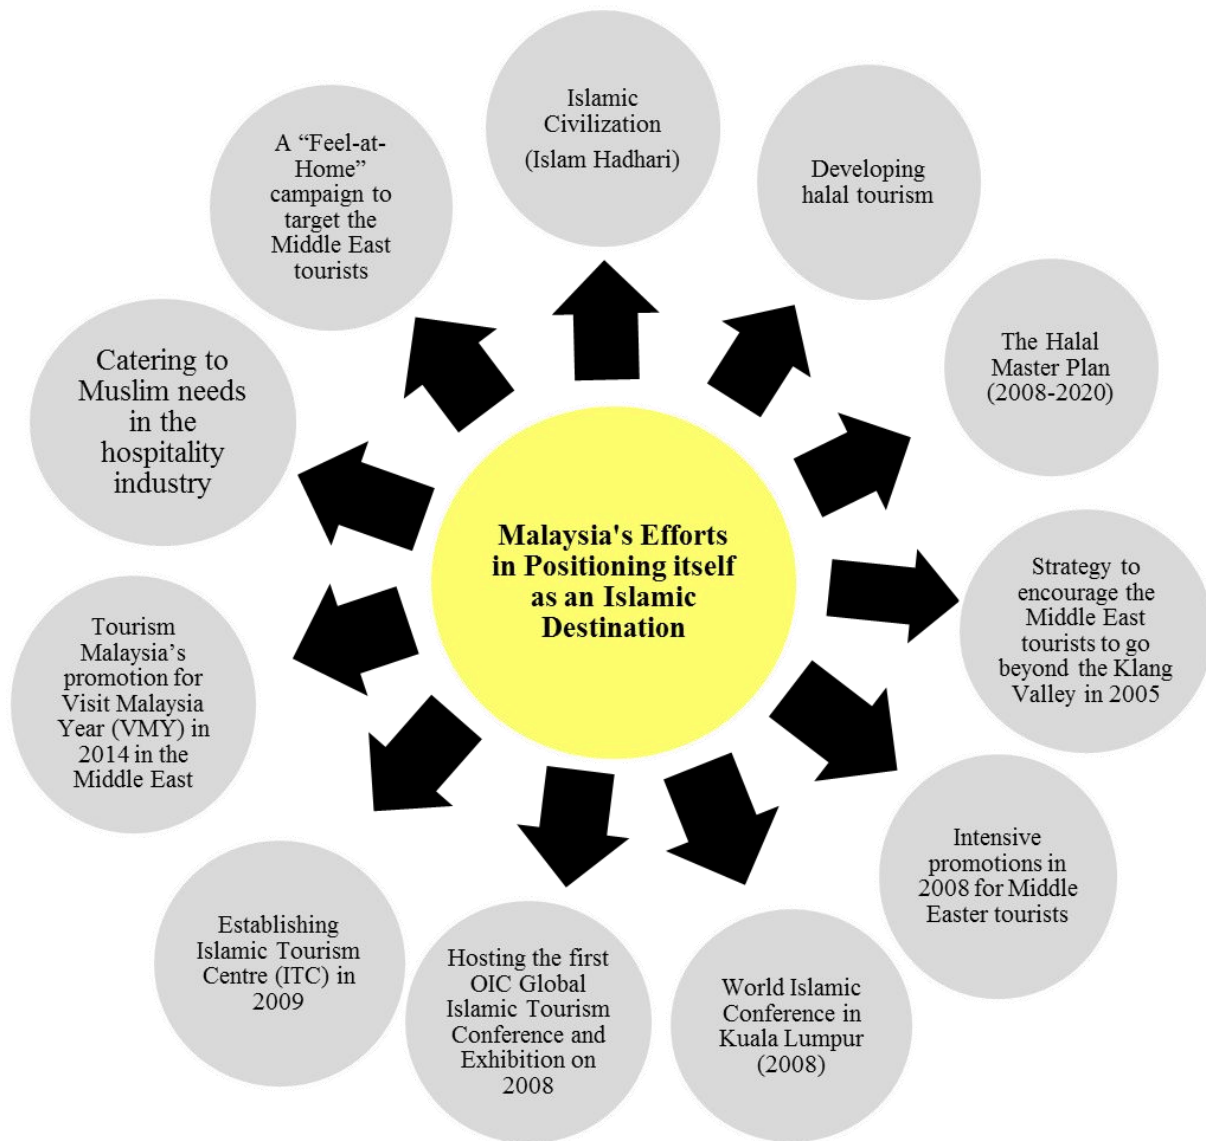 Islamic
Civilization
(Islam Hadhari)
Developing
halal tourism
The Halal
Master Plan
(2008-2020)
Strategy to
encourage the
Middle East
tourists to go
beyond the Klang
Valley in 2005
Intensive
promotions in
2008 for Middle
Easter tourists
World Islamic
Conference in
Kuala Lumpur
(2008)
Hosting the first
OIC Global
Islamic Tourism
Conference and
Exhibition on
2008
Establishing
Islamic Tourism
Centre (ITC) in
2009
Tourism
Malaysia’s
promotion for
Visit Malaysia
Year (VMY) in
2014 in the
Middle East
Catering to
Muslim needs
in the
hospitality
industry
A “Feel-at-
Home”
campaign to
target the
Middle East
tourists
Malaysia's Efforts
in Positioning itself
as an Islamic
Destination